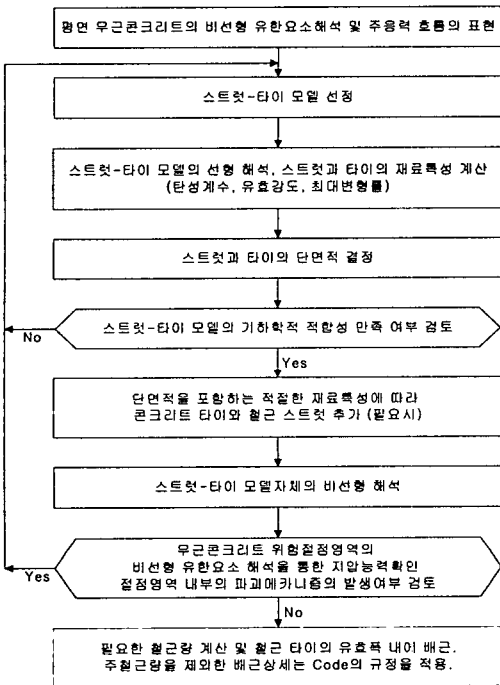 평면 무근콘크리트의 비선형 유한요소해석 및 주응력 흐름의 표현
스트럿-타이 모델 선정
스트럿-타이 모델의 선형 해석, 스트럿과 타이의 재료특성 계산
(탄성계수, 유효강도, 최대변형률)
스트럿과 타이의 단면적 결정
스트럿-타이 모델의 기하학적 적합성 만족 여부 검토
No
Yes
단면적을 포함하는 적절한 재료특성에 따라
콘크리트 타이와 철근 스트럿 추가 (필요시)
스트럿-타이 모델자체의 비선형 해석
무근콘크리트 위험절점영역의
비선형 유한요소 해석을 통한 지압능력확인
절점영역 내부의 파괴메카니즘의 발생여부 검토
Yes
No
필요한 철근량 계산 및 철근 타이의 유효폭 내에 배근.
주철근량을 제외한 배근상세는 Code의 규정을 적용.